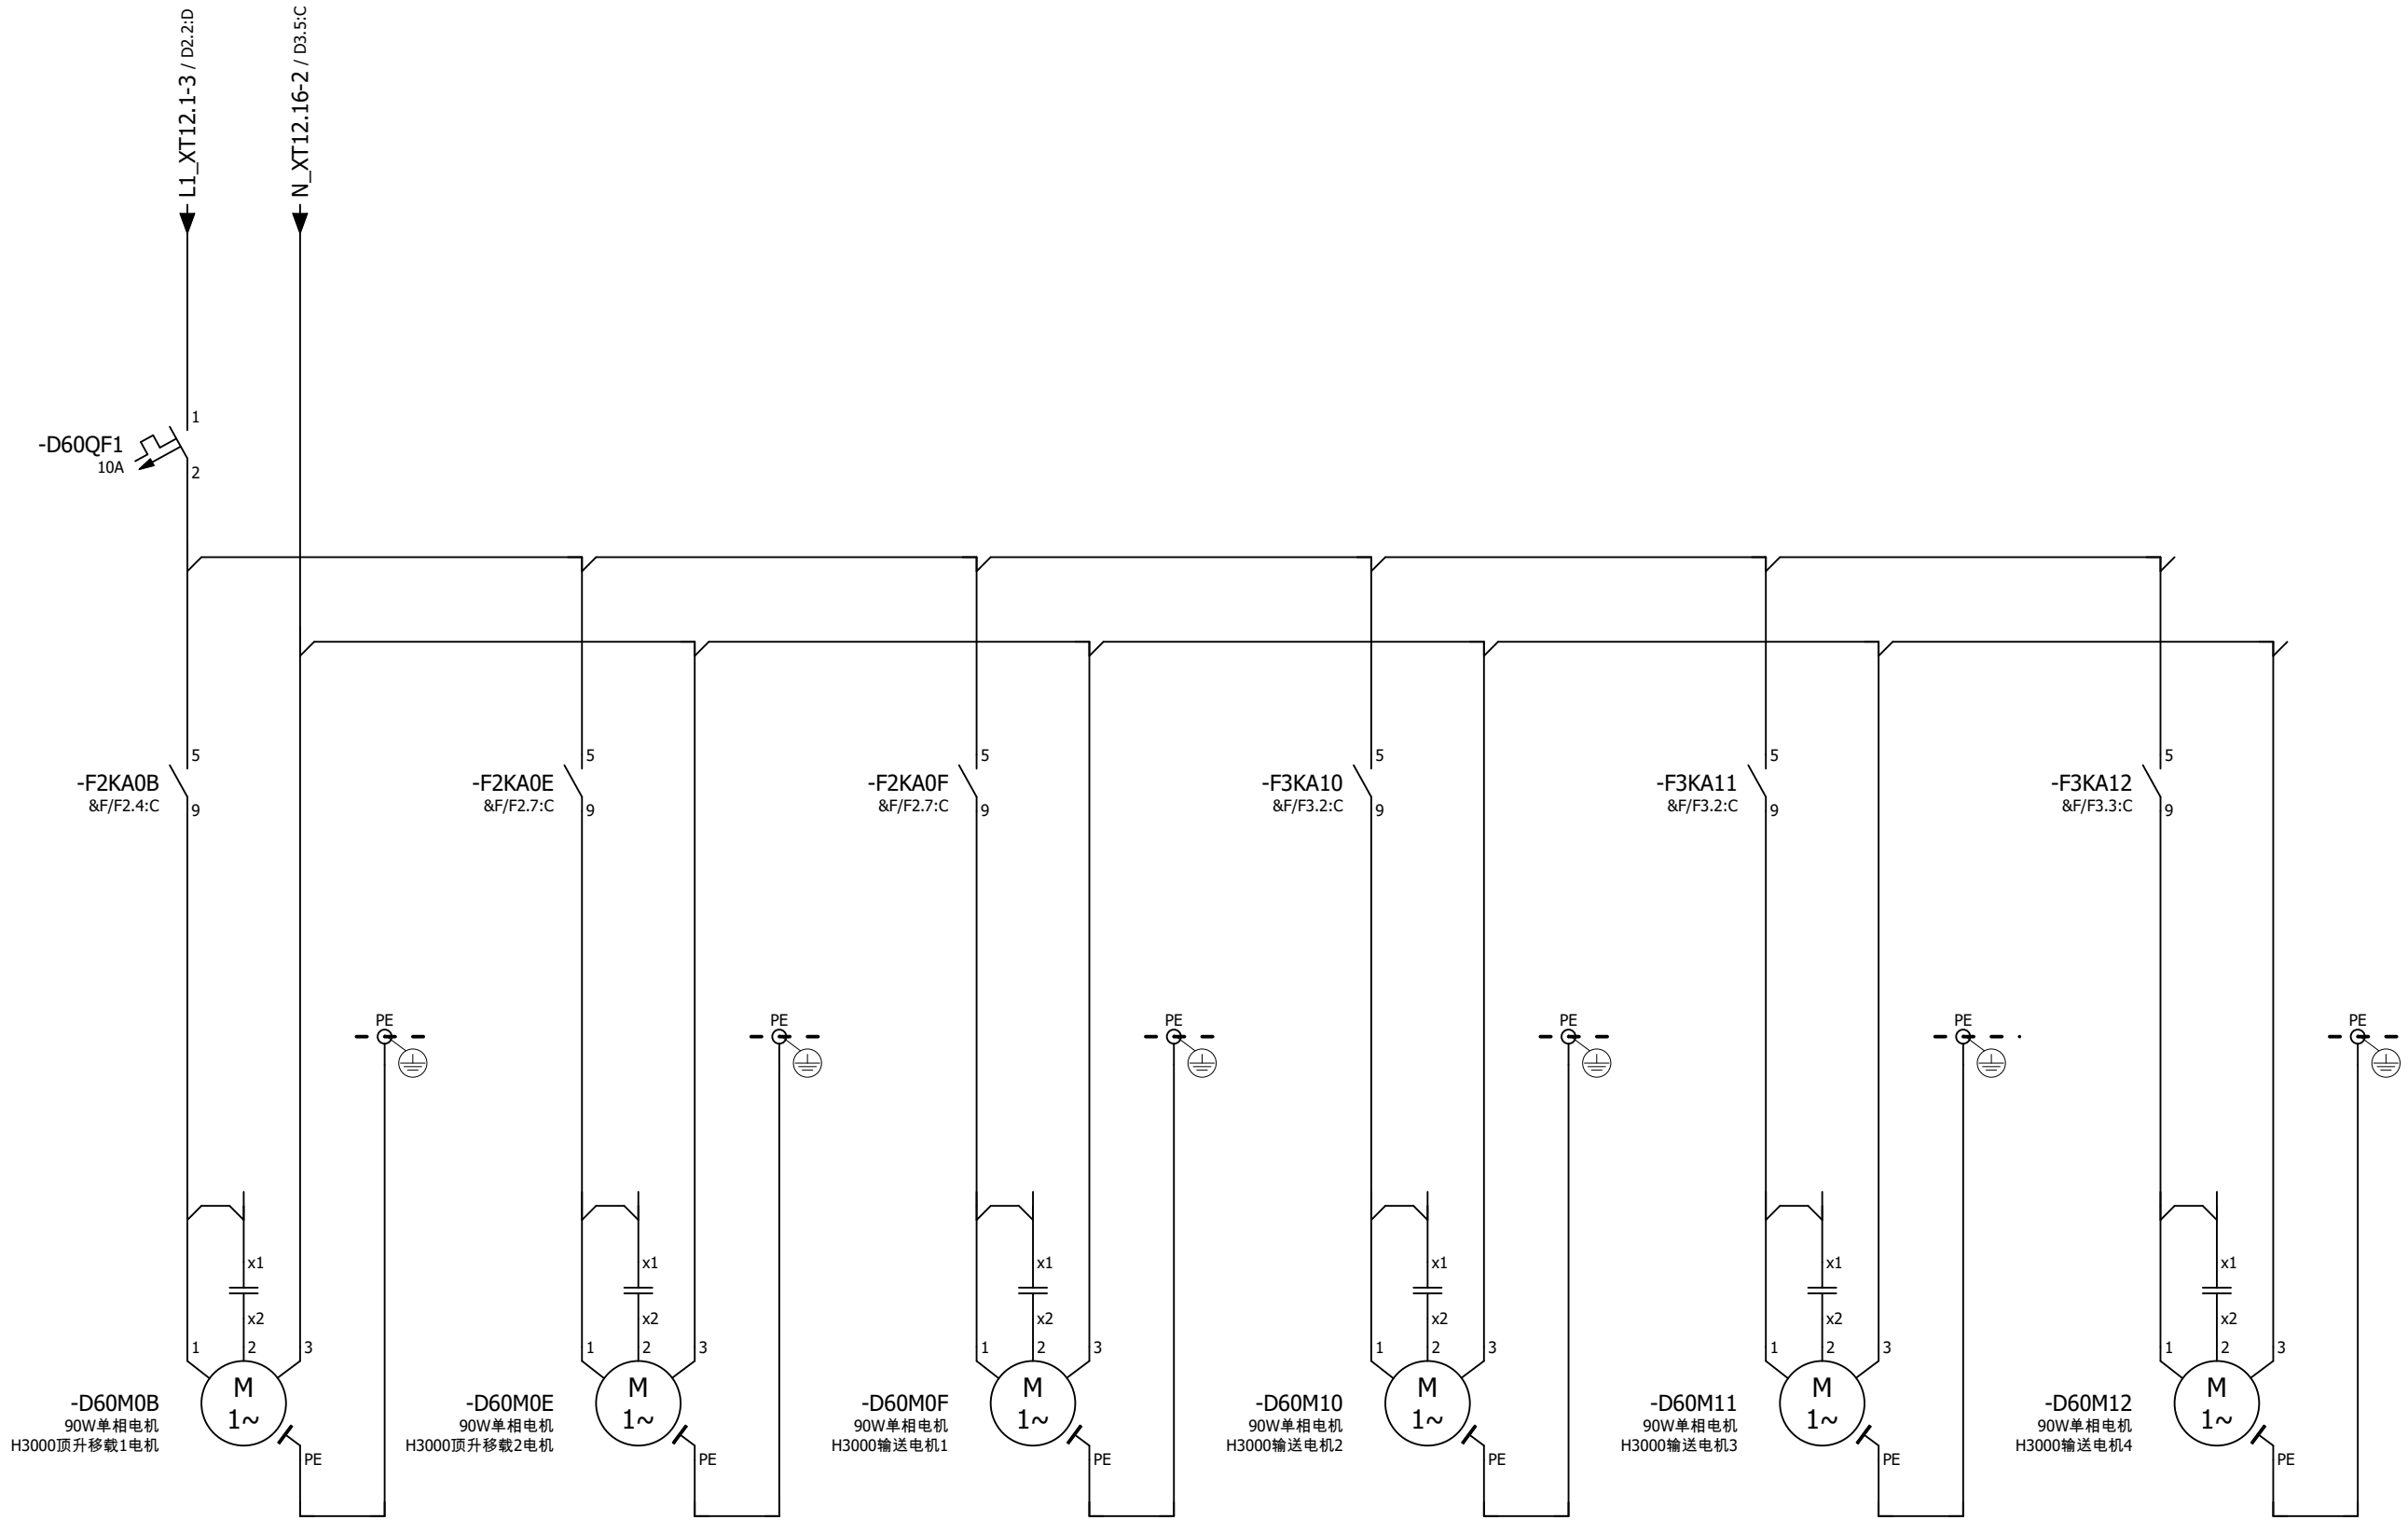 L1_XT12.1-3 / D2.2:D
N_XT12.16-2 / D3.5:C
1
-D60QF1
10A
2
5
-F2KA0B
&F/F2.4:C
9
5
-F2KA0E
&F/F2.7:C
9
5
-F2KA0F
&F/F2.7:C
9
5
-F3KA10
&F/F3.2:C
9
5
-F3KA11
&F/F3.2:C
9
5
-F3KA12
&F/F3.3:C
9
PE
PE
PE
PE
PE
PE
x1
x2
1
2
3
M
1~
-D60M0B
90W单相电机
H3000顶升移载1电机
PE
x1
x2
1
2
3
M
1~
-D60M0E
90W单相电机
H3000顶升移载2电机
PE
x1
x2
1
2
3
M
1~
-D60M0F
90W单相电机
H3000输送电机1
PE
x1
x2
1
2
3
M
1~
-D60M10
90W单相电机
H3000输送电机2
PE
x1
x2
1
2
3
M
1~
-D60M11
90W单相电机
H3000输送电机3
PE
x1
x2
1
2
3
M
1~
-D60M12
90W单相电机
H3000输送电机4
PE